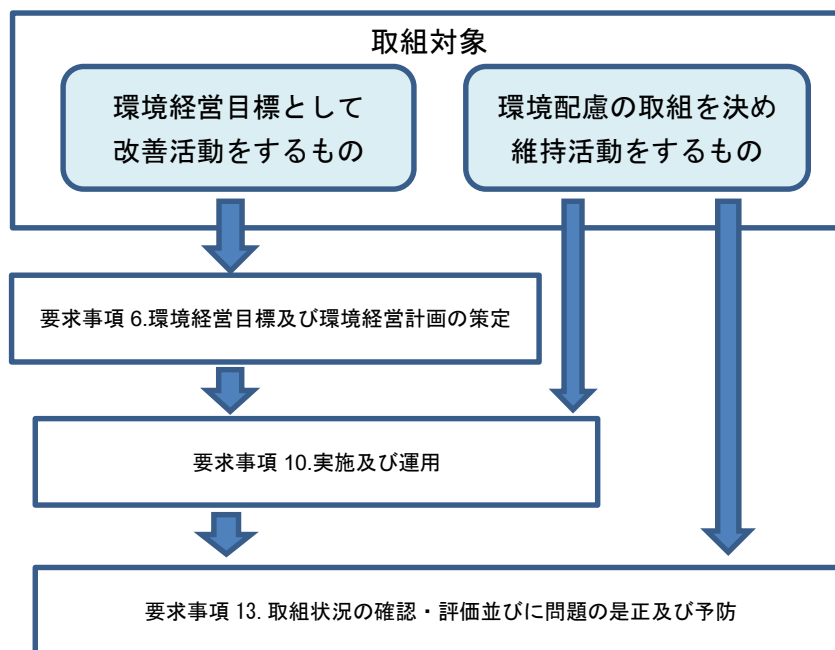 取組対象
環境経営目標として
改善活動をするもの
環境配慮の取組を決め
維持活動をするもの
要求事項 6.環境経営目標及び環境経営計画の策定
要求事項 10.実施及び運用
要求事項 13. 取組状況の確認・評価並びに問題の是正及び予防